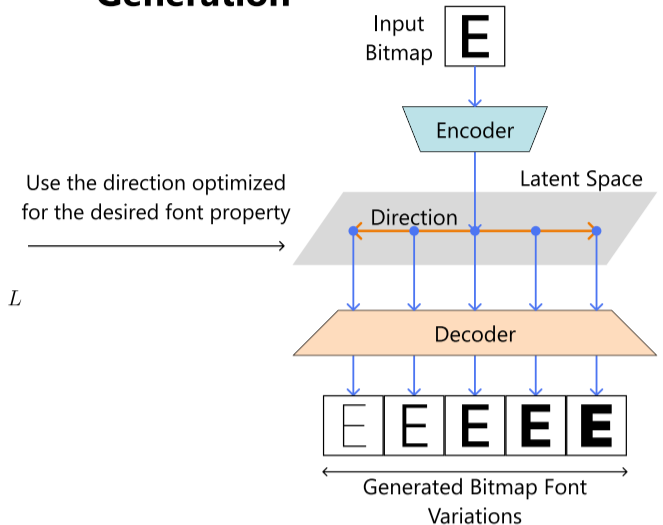 Generation
Input
Bitmap
E
Encoder
Latent Space
Use the direction optimized
for the desired font property
Direction
L
Decoder
E E E E E
Generated Bitmap Font
Variations